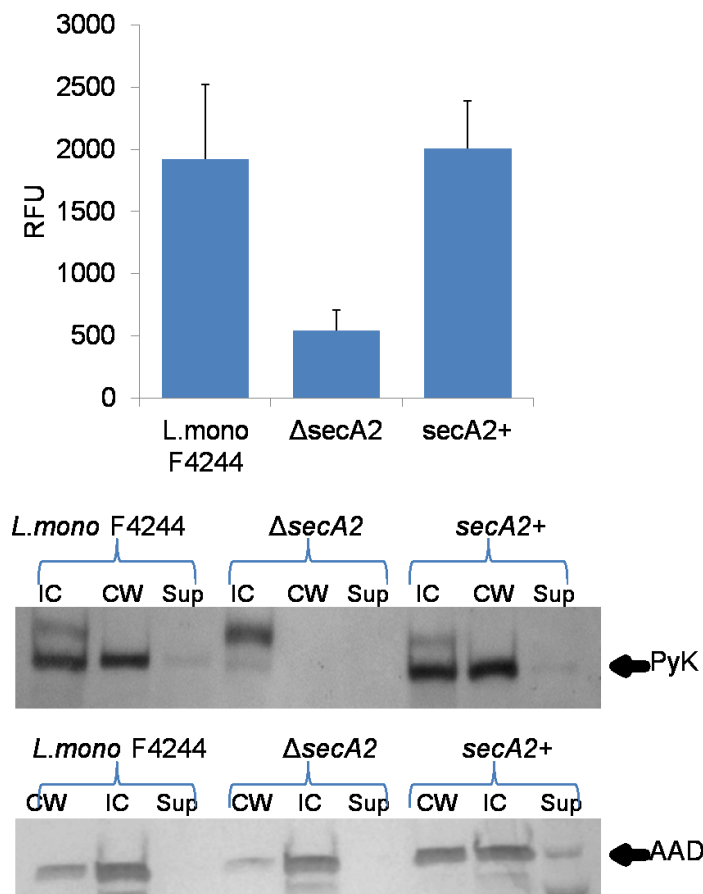 3000
2500
2000
1500
1000
500
0
RFU
L.mono F4244
ΔsecA2
secA2+
L.mono F4244 ΔsecA2 secA2+
IC CW Sup IC CW Sup IC CW Sup
PyK
L.mono F4244 ΔsecA2 secA2+
CW IC Sup CW IC Sup CW IC Sup
AAD